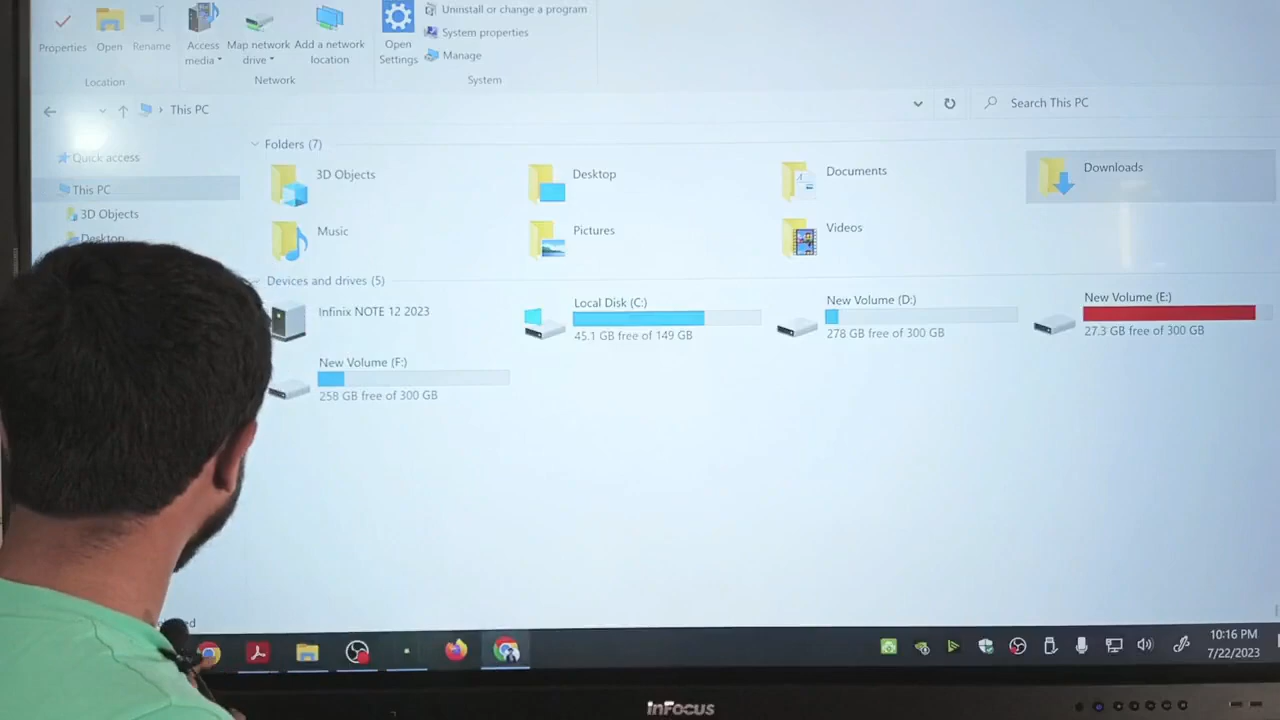 Uninstall or change a program
System properties
Manage
Properties
Open
Rename
Access media
Map network drive
Add a network location
Open Settings
Location
Network
System
This PC
Search This PC
Quick access
This PC
3D Objects
Desktop
Folders (7)
3D Objects
Desktop
Documents
Downloads
Music
Pictures
Videos
Devices and drives (5)
Infinix NOTE 12 2023
Local Disk (C:)
45.1 GB free of 149 GB
New Volume (D:)
278 GB free of 300 GB
New Volume (E:)
27.3 GB free of 300 GB
New Volume (F:)
258 GB free of 300 GB
10:16 PM
7/22/2023
InFocus